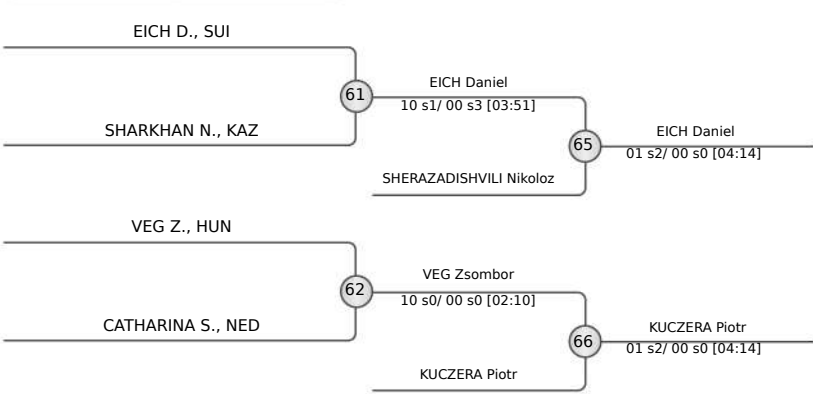 EICH D., SUI
61
EICH Daniel
10 s1/ 00 s3 [03:51]
SHARKHAN N., KAZ
65
EICH Daniel
01 s2/ 00 s0 [04:14]
SHERAZADISHVILI Nikoloz
VEG Z., HUN
62
VEG Zsombor
10 s0/ 00 s0 [02:10]
CATHARINA S., NED
66
KUCZERA Piotr
01 s2/ 00 s0 [04:14]
KUCZERA Piotr